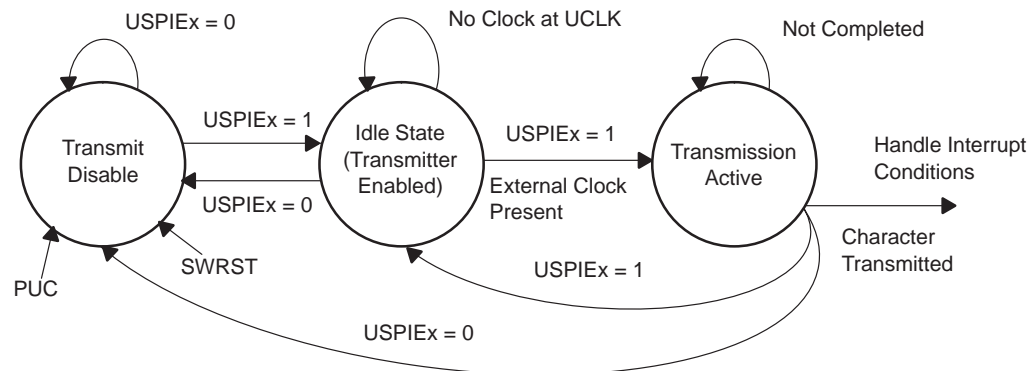 USPIEx = 0
No Clock at UCLK
Not Completed
USPIEx = 1
Idle State
(Transmitter
Enabled)
USPIEx = 1
Transmit
Disable
Transmission
Active
Handle Interrupt
Conditions
USPIEx = 0
External Clock
Present
SWRST
PUC
USPIEx = 1
Character
Transmitted
USPIEx = 0